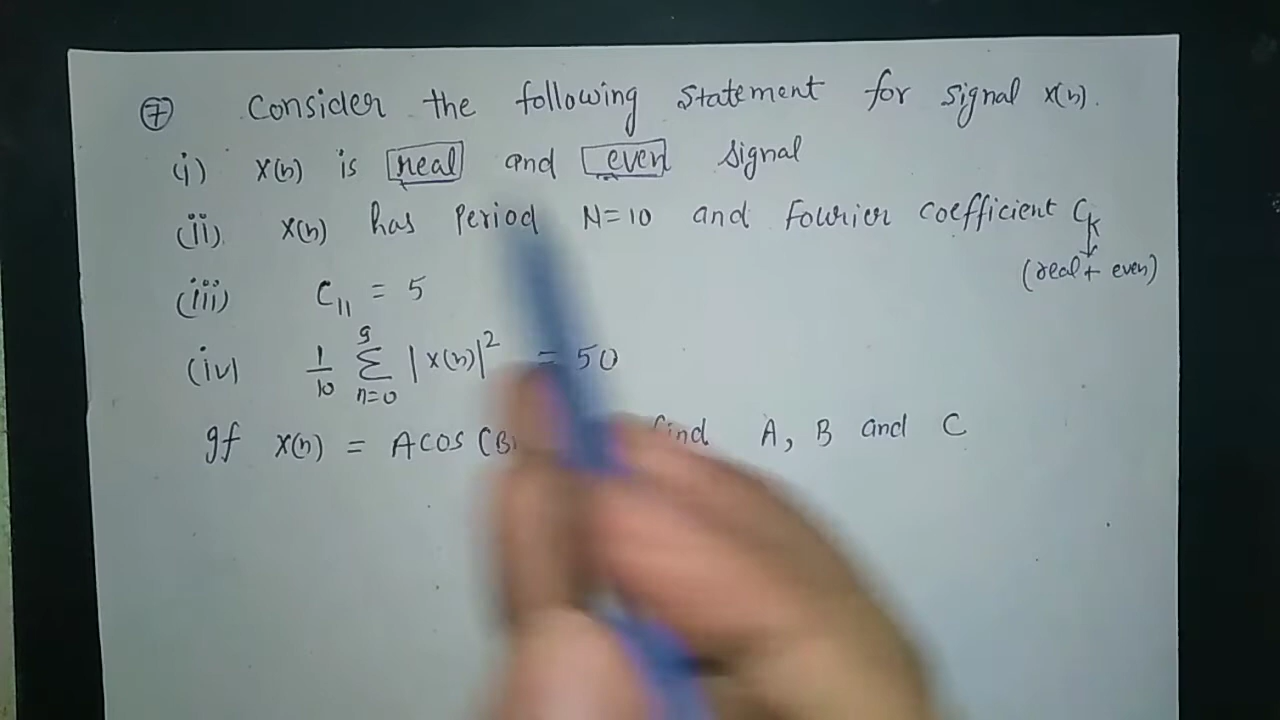 ⑦ Consider the following statement for signal x(n).
(i) x(n) is real and even signal
(ii) x(n) has Period N=10 and Fourier coefficient Cₖ
(real + even)
(iii) C₁₁ = 5
(iv) 1/10 9 Σ n=0 |x(n)|² = 50
If x(n) = A cos (B find A, B and C